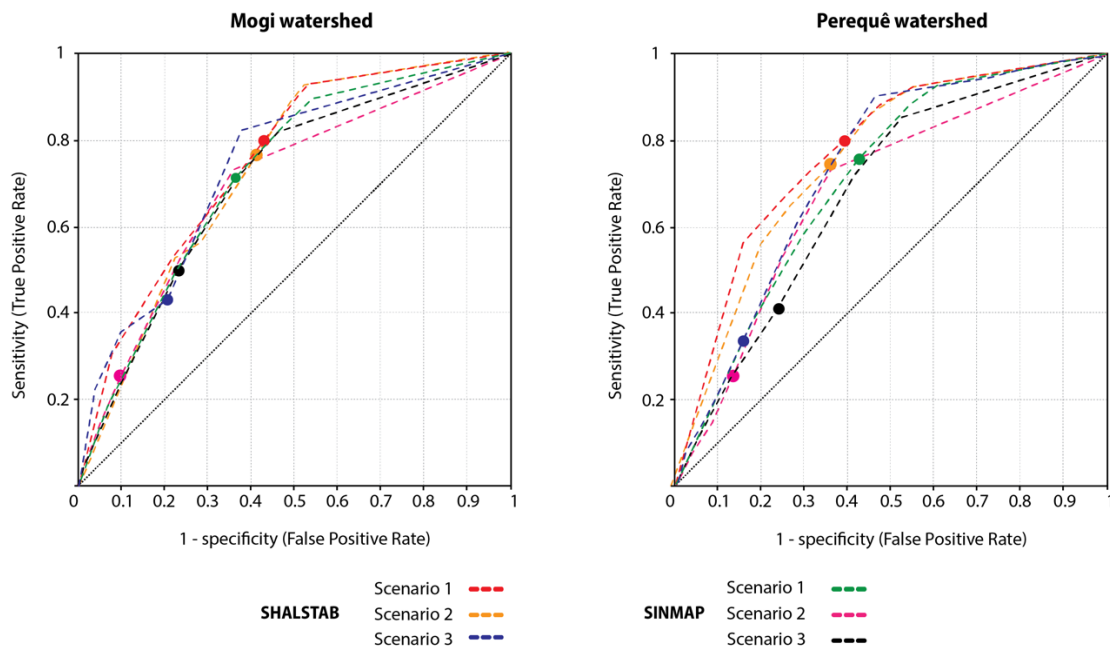 Mogi watershed
Perequê watershed
1
0.8
0.6
0.4
0.2
Sensitivity (True Positive Rate)
0
0.1
0.2
0.3
0.4
0.5
0.6
0.7
0.8
0.9
1
1 - specificity (False Positive Rate)
1
0.8
0.6
0.4
0.2
Sensitivity (True Positive Rate)
0
0.1
0.2
0.3
0.4
0.5
0.6
0.7
0.8
0.9
1
1 - specificity (False Positive Rate)
SHALSTAB
Scenario 1
Scenario 2
Scenario 3
SINMAP
Scenario 1
Scenario 2
Scenario 3